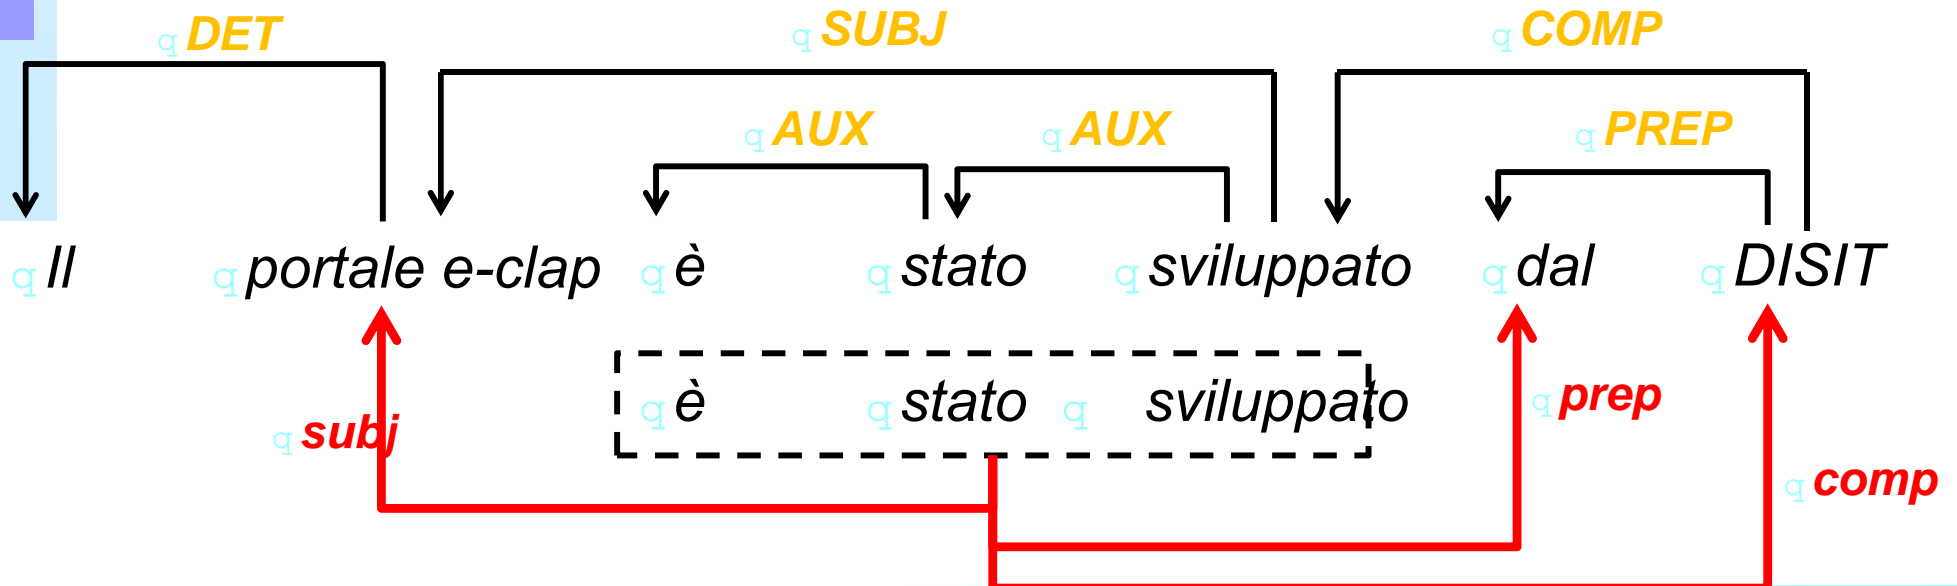 q DET q SUBJ q COMP
q AUX q AUX q PREP
q Il q portale e-clap q è q stato q sviluppato q dal q DISIT
q è q stato q sviluppato q prep
q subj
q comp